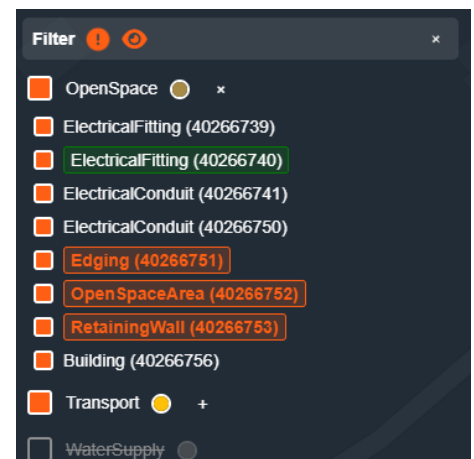 Filter ! ×
OpenSpace ×
ElectricalFitting (40266739)
ElectricalFitting (40266740)
ElectricalConduit (40266741)
ElectricalConduit (40266750)
Edging (40266751)
OpenSpaceArea (40266752)
RetainingWall (40266753)
Building (40266756)
Transport +
WaterSupply